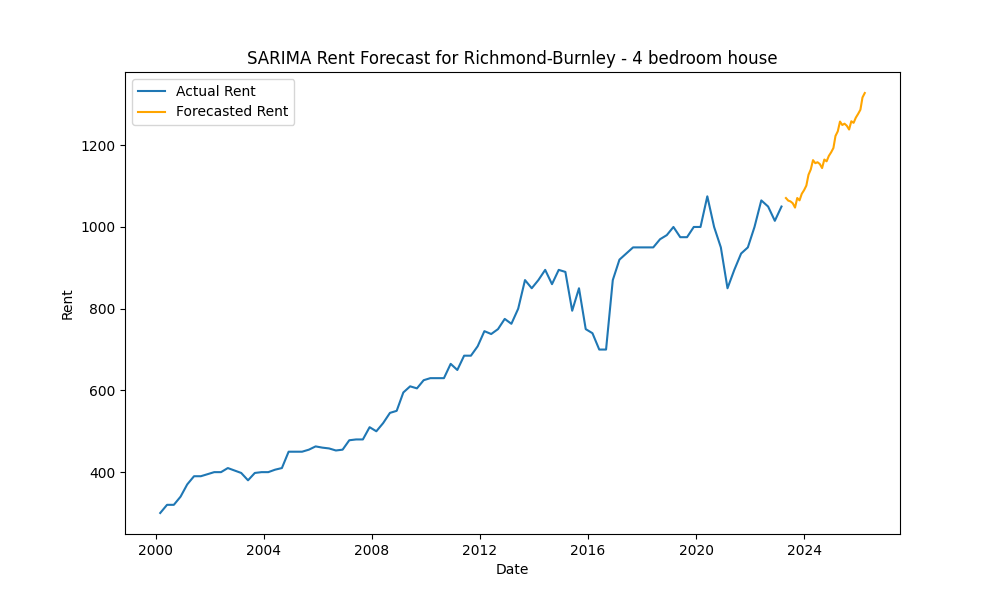 SARIMA Rent Forecast for Richmond-Burnley - 4 bedroom house
Actual Rent
Forecasted Rent
1200
1000
800
600
400
Rent
2000 2004 2008 2012 2016 2020 2024
Date